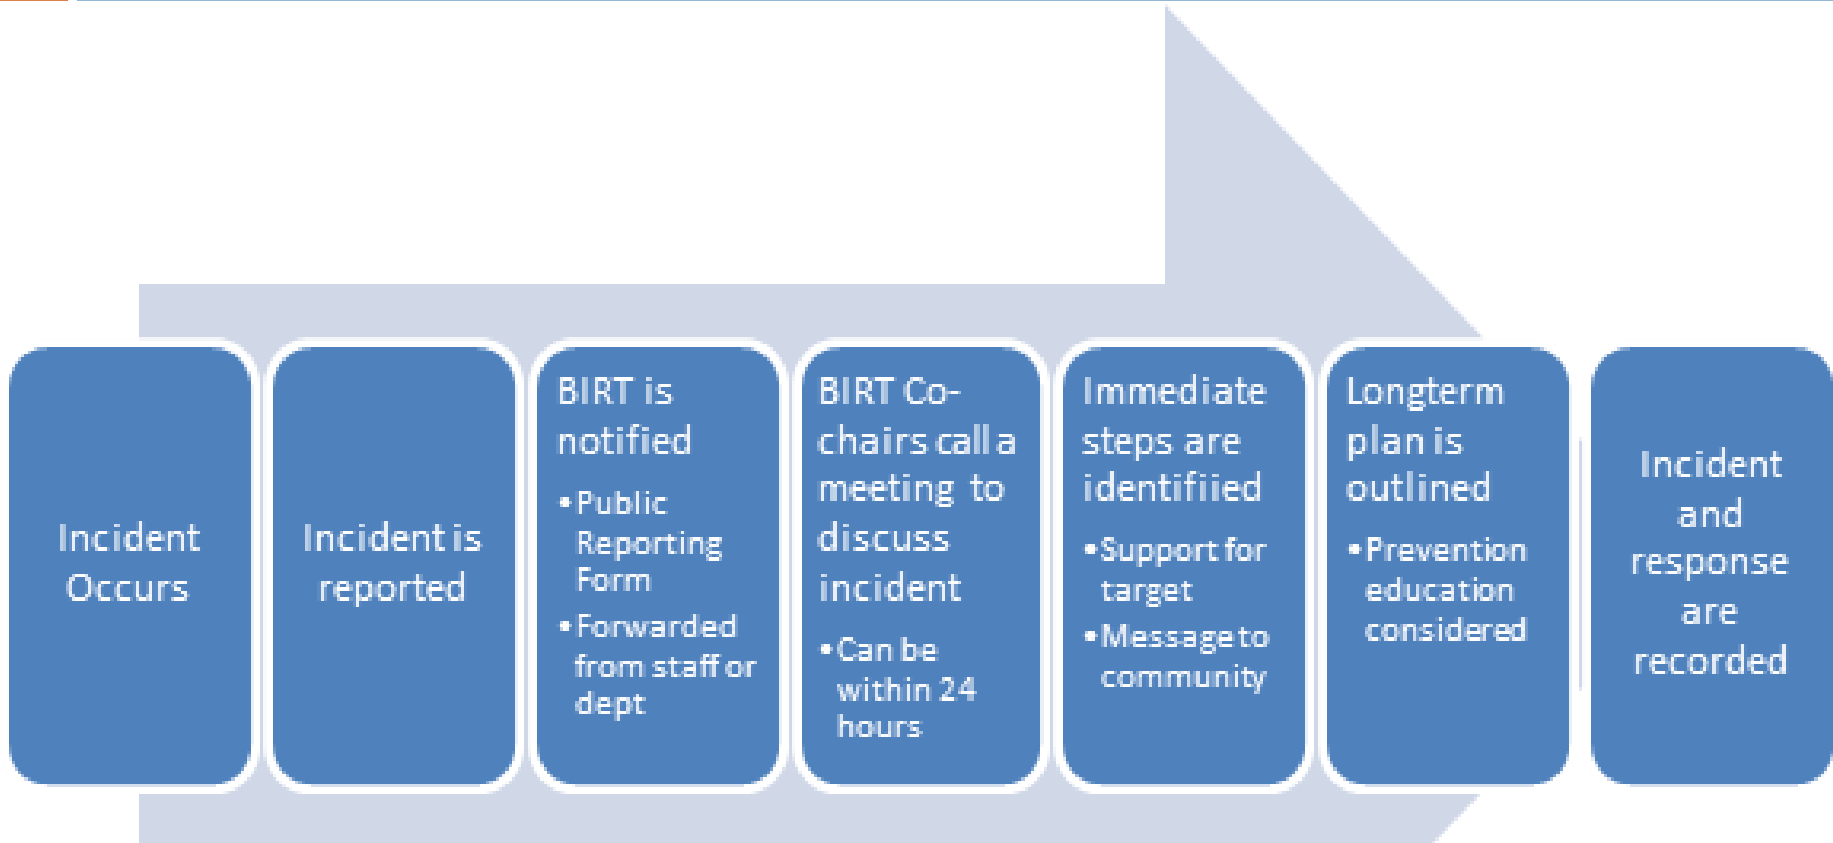 Incident
Occurs
Incident is
reported
BIRT is
notified
•Public
Reporting
Form
•Forwarded
from staff or
dept
BIRT Co-
chairs call a
meeting to
discuss
incident
•Can be
within 24
hours
Immediate
steps are
identifiied
•Support for
target
•Message to
community
Longterm
plan is
outlined
•Prevention
education
considered
Incident
and
response
are
recorded